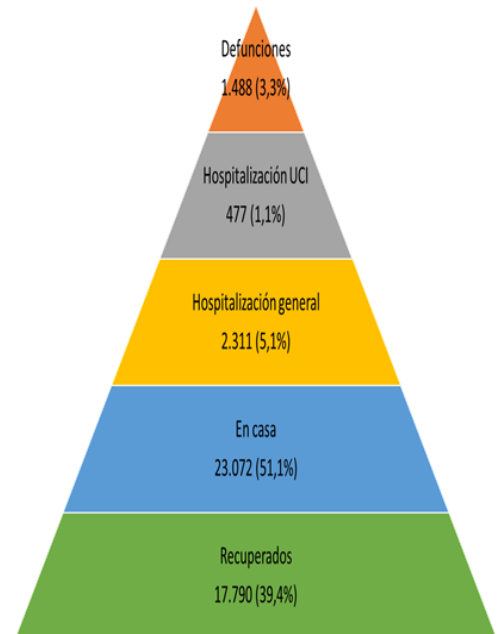 Defunciones
1.488 (3,3%)
Hospitalización UCI
477 (1,1%)
Hospitalización general
2.311 (5,1%)
En casa
23.072 (51,1%)
Recuperados
17.790 (39,4%)